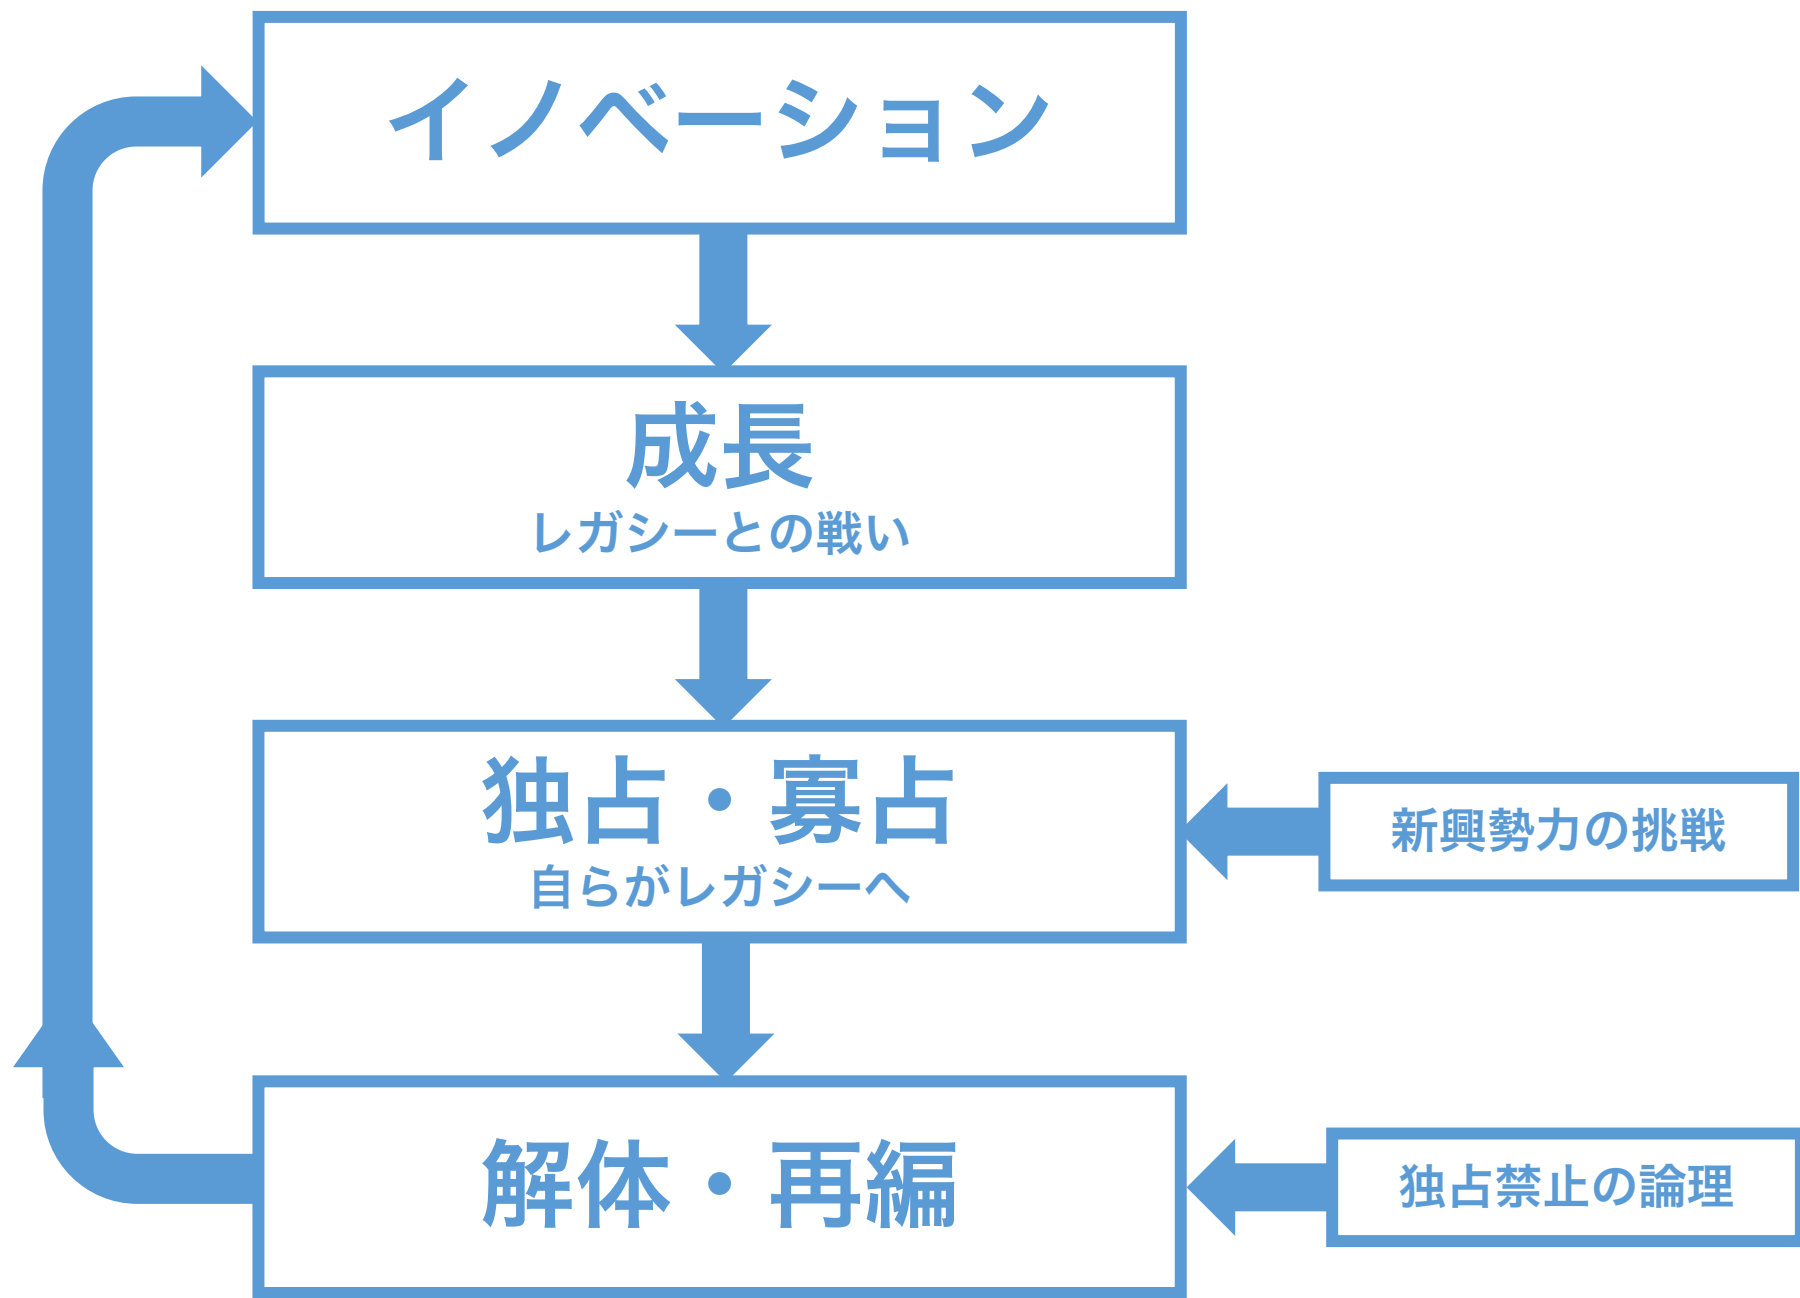 イノベーション
成長
レガシーとの戦い
独占・寡占
自らがレガシーへ
新興勢力の挑戦
解体・再編
独占禁止の論理